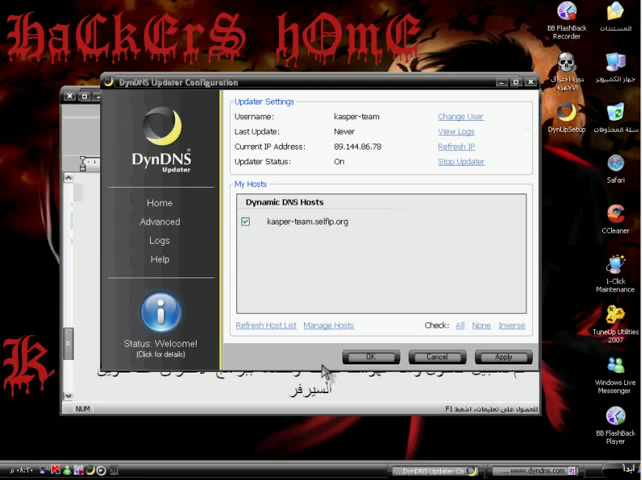 HaCkErS hOmE
K
DynDNS Updater Configuration
DynDNS
Updater
Home
Advanced
Logs
Help
Status: Welcome!
(Click for details)
Updater Settings
Username: kasper-team Change User
Last Update: Never View Logs
Current IP Address: 89.144.86.78 Refresh IP
Updater Status: On Stop Updater
My Hosts
Dynamic DNS Hosts
kasper-team.selfip.org
Refresh Host List Manage Hosts Check: All None Inverse
OK Cancel Apply
السيرفر
NUM للحصول على تعليمات، اضغط F1
BB FlashBack
Recorder
المستندات
دورة إختراق
الأجهزه
جهاز الكمبيوتر
DynUpSetup
سلة المحذوفات
Safari
CCleaner
1-Click
Maintenance
TuneUp Utilities
2007
Windows Live
Messenger
BB FlashBack
Player
٠٨:٢٠ م
DynDNS Updater Co...
...www.dyndns.com
ابدأ